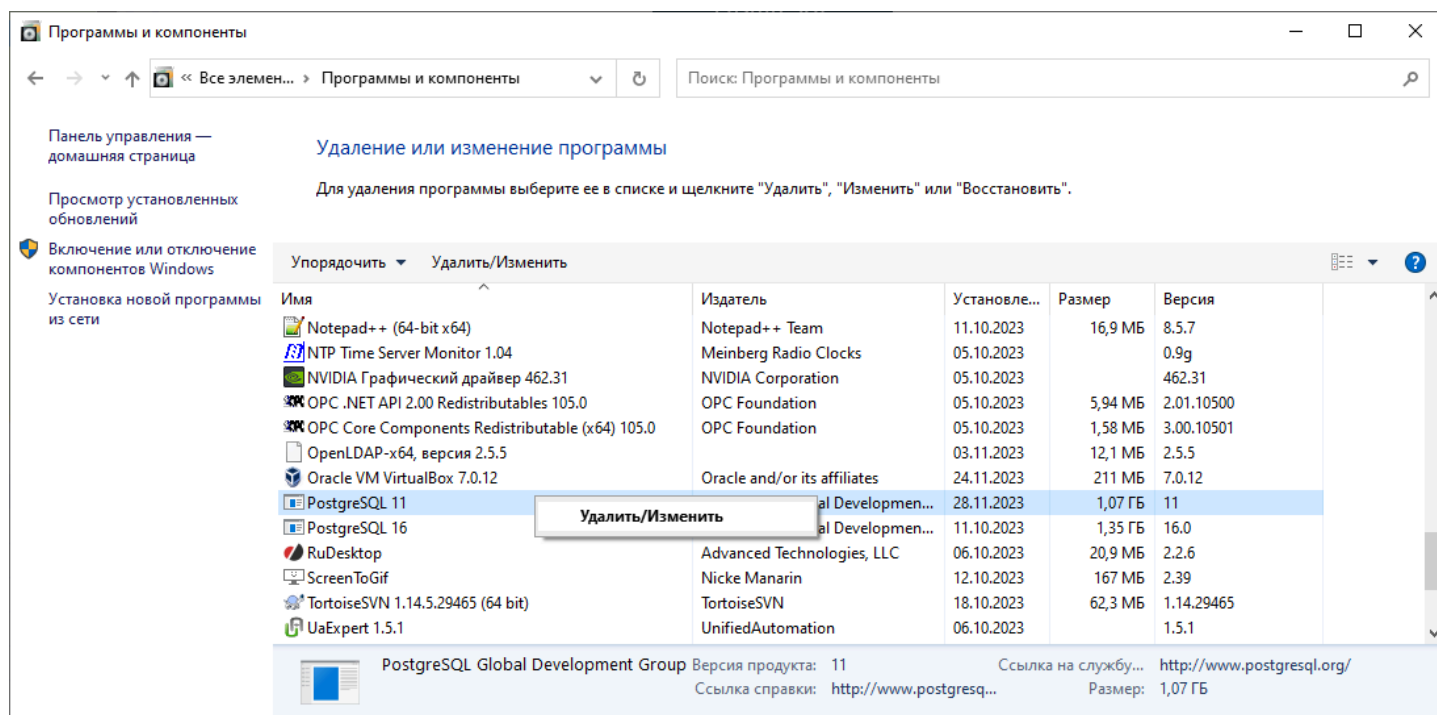 Программы и компоненты
« Все элемен... › Программы и компоненты
Поиск: Программы и компоненты
Панель управления —
домашняя страница
Просмотр установленных
обновлений
Включение или отключение
компонентов Windows
Установка новой программы
из сети
Удаление или изменение программы
Для удаления программы выберите ее в списке и щелкните "Удалить", "Изменить" или "Восстановить".
Упорядочить Удалить/Изменить
Имя Издатель Установле... Размер Версия
Notepad++ (64-bit x64) Notepad++ Team 11.10.2023 16,9 МБ 8.5.7
NTP Time Server Monitor 1.04 Meinberg Radio Clocks 05.10.2023 0.9g
NVIDIA Графический драйвер 462.31 NVIDIA Corporation 05.10.2023 462.31
OPC .NET API 2.00 Redistributables 105.0 OPC Foundation 05.10.2023 5,94 МБ 2.01.10500
OPC Core Components Redistributable (x64) 105.0 OPC Foundation 05.10.2023 1,58 МБ 3.00.10501
OpenLDAP-x64, версия 2.5.5 03.11.2023 12,1 МБ 2.5.5
Oracle VM VirtualBox 7.0.12 Oracle and/or its affiliates 24.11.2023 211 МБ 7.0.12
PostgreSQL 11 al Developmen... 28.11.2023 1,07 ГБ 11
Удалить/Изменить
PostgreSQL 16 al Developmen... 11.10.2023 1,35 ГБ 16.0
RuDesktop Advanced Technologies, LLC 06.10.2023 20,9 МБ 2.2.6
ScreenToGif Nicke Manarin 12.10.2023 167 МБ 2.39
TortoiseSVN 1.14.5.29465 (64 bit) TortoiseSVN 18.10.2023 62,3 МБ 1.14.29465
UaExpert 1.5.1 UnifiedAutomation 06.10.2023 1.5.1
PostgreSQL Global Development Group Версия продукта: 11 Ссылка на службу... http://www.postgresql.org/
Ссылка справки: http://www.postgresq... Размер: 1,07 ГБ